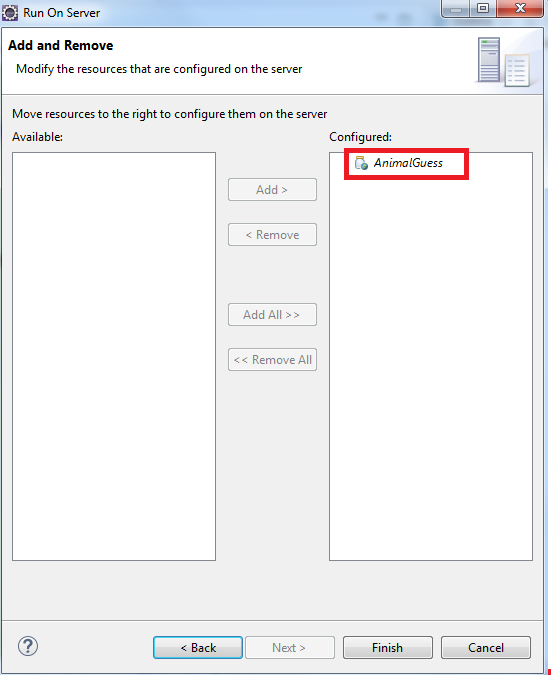 Run On Server
Add and Remove
Modify the resources that are configured on the server
Move resources to the right to configure them on the server
Available:
Configured:
AnimalGuess
Add >
< Remove
Add All >>
<< Remove All
?
< Back
Next >
Finish
Cancel